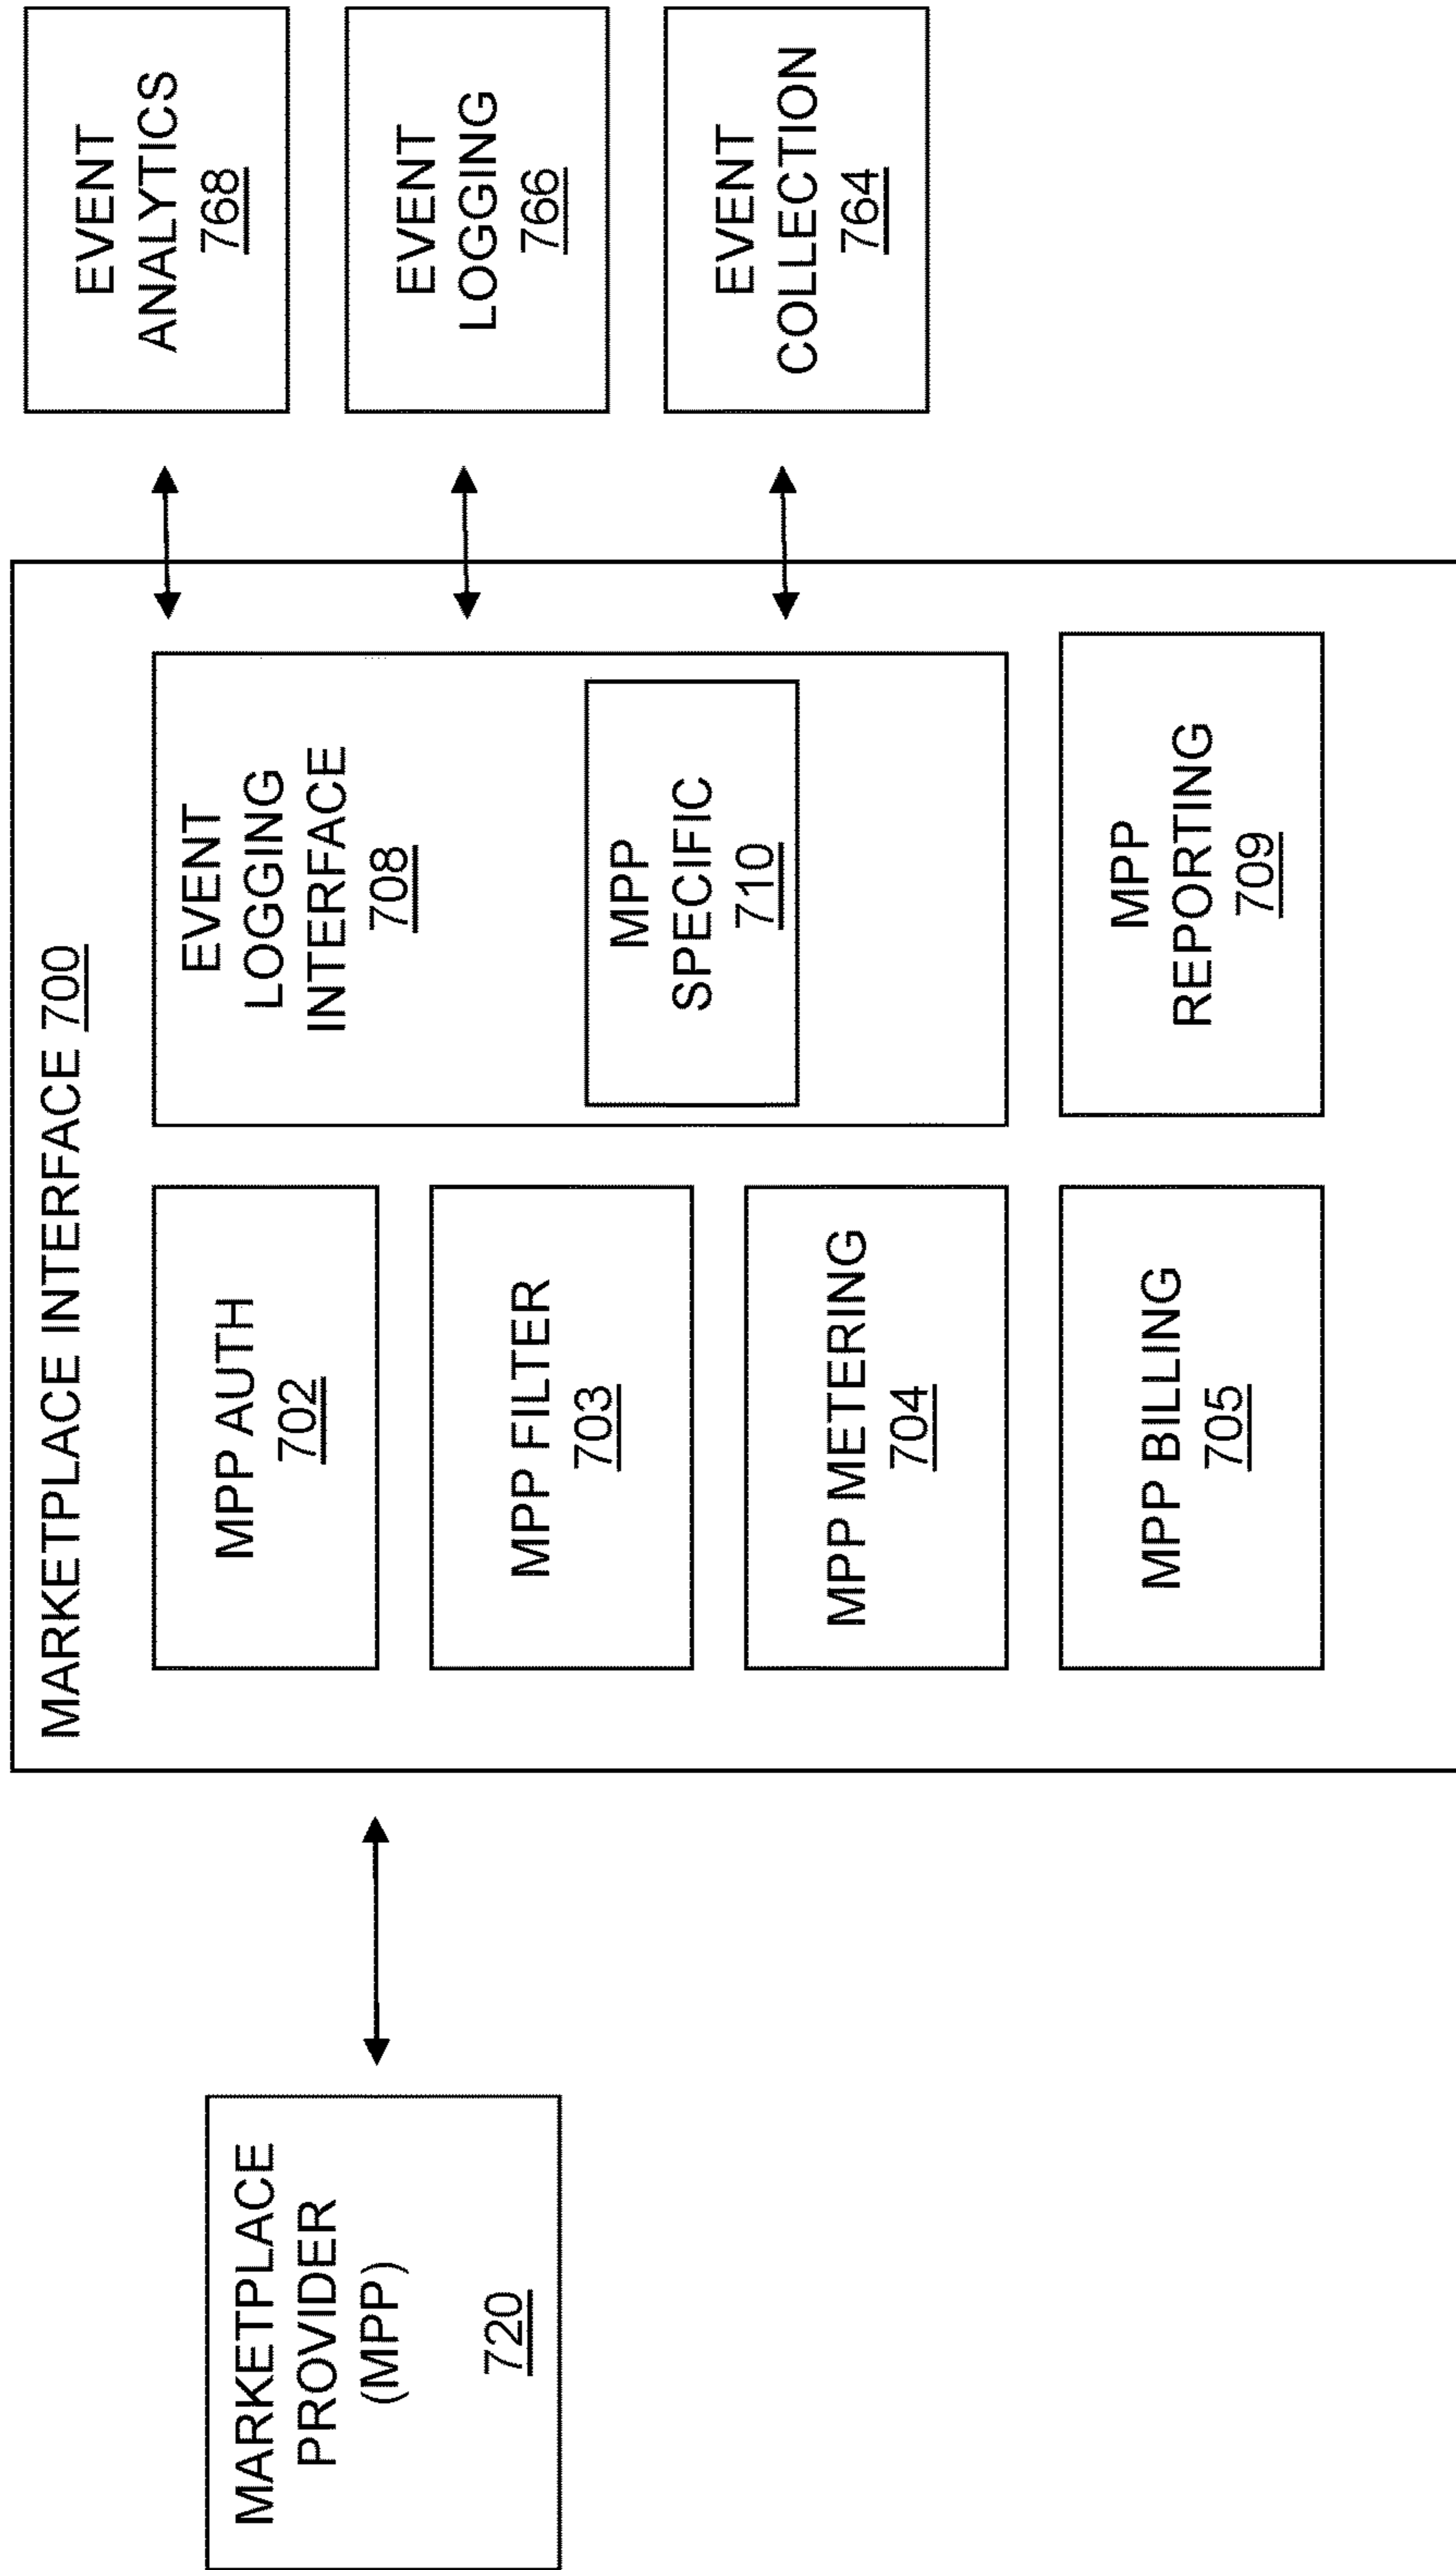 MARKETPLACE
PROVIDER
(MPP)
720
MARKETPLACE INTERFACE 700
MPP AUTH
702
MPP FILTER
703
MPP METERING
704
MPP BILLING
705
EVENT
LOGGING
INTERFACE
708
MPP
SPECIFIC
710
MPP
REPORTING
709
EVENT
ANALYTICS
768
EVENT
LOGGING
766
EVENT
COLLECTION
764